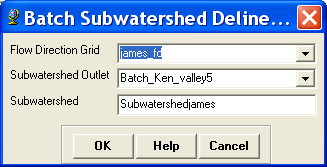 Batch Subwatershed Deline...
Flow Direction Grid james_fd
Subwatershed Outlet Batch_Ken_valley5
Subwatershed Subwatershedjames
OK Help Cancel